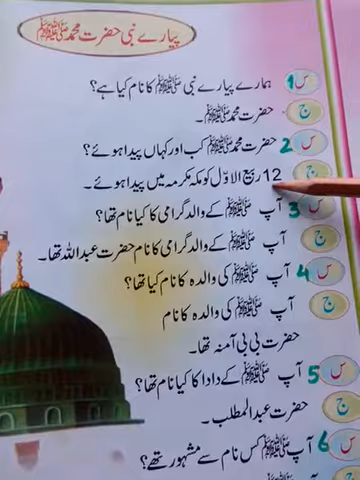 پیارے نبی حضرت محمد ﷺ
س 1 ہمارے پیارے نبی ﷺ کا نام کیا ہے؟
ج حضرت محمد ﷺ۔
س 2 حضرت محمد ﷺ کب اور کہاں پیدا ہوئے؟
ج 12 ربیع الاوّل کو مکہ مکرمہ میں پیدا ہوئے۔
س 3 آپ ﷺ کے والد گرامی کا کیا نام تھا؟
ج آپ ﷺ کے والد گرامی کا نام حضرت عبد اللہ تھا۔
س 4 آپ ﷺ کی والدہ کا نام کیا تھا؟
ج آپ ﷺ کی والدہ کا نام
حضرت بی بی آمنہ تھا۔
س 5 آپ ﷺ کے دادا کا کیا نام تھا؟
ج حضرت عبد المطلب۔
س 6 آپ ﷺ کس نام سے مشہور تھے؟